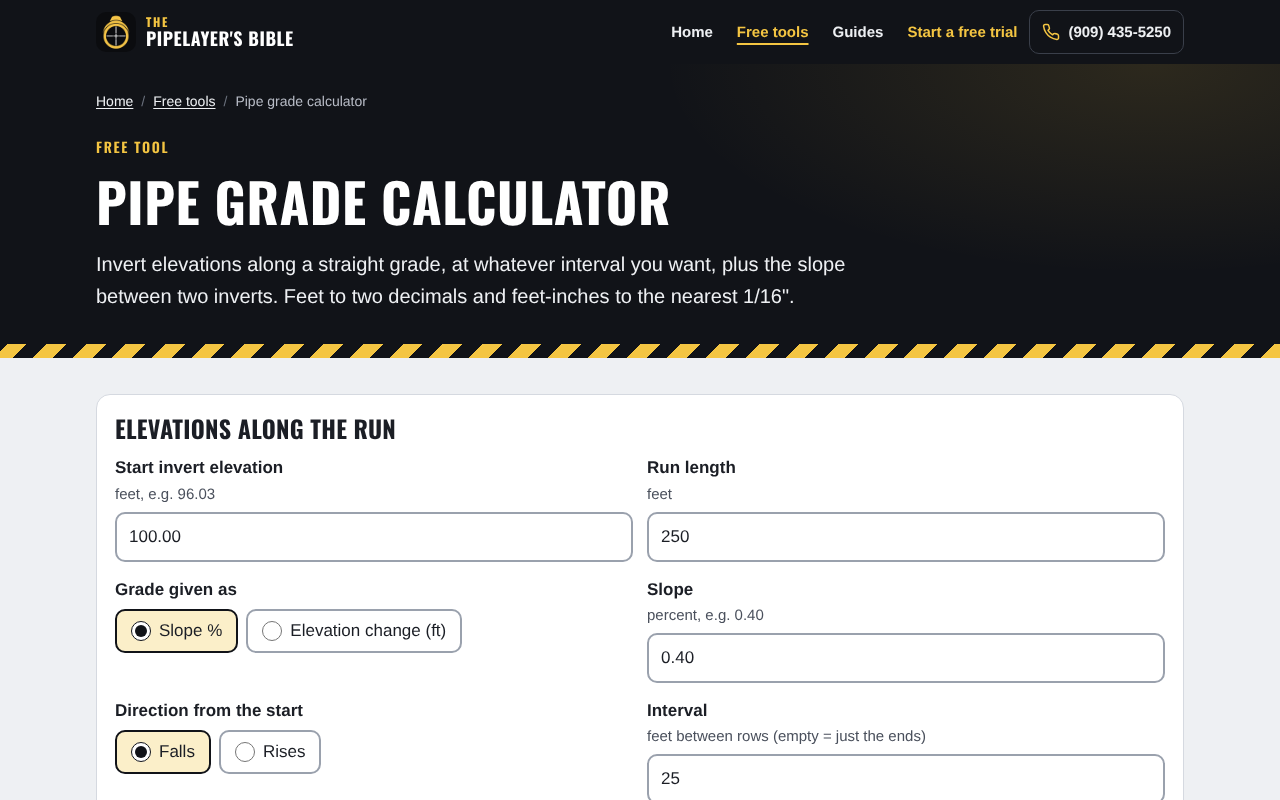 THE
PIPELAYER'S BIBLE
Home
Free tools
Guides
Start a free trial
(909) 435-5250
Home / Free tools / Pipe grade calculator
FREE TOOL
PIPE GRADE CALCULATOR
Invert elevations along a straight grade, at whatever interval you want, plus the slope
between two inverts. Feet to two decimals and feet-inches to the nearest 1/16".
ELEVATIONS ALONG THE RUN
Start invert elevation
feet, e.g. 96.03
100.00
Run length
feet
250
Grade given as
Slope %
Elevation change (ft)
Slope
percent, e.g. 0.40
0.40
Direction from the start
Falls
Rises
Interval
feet between rows (empty = just the ends)
25